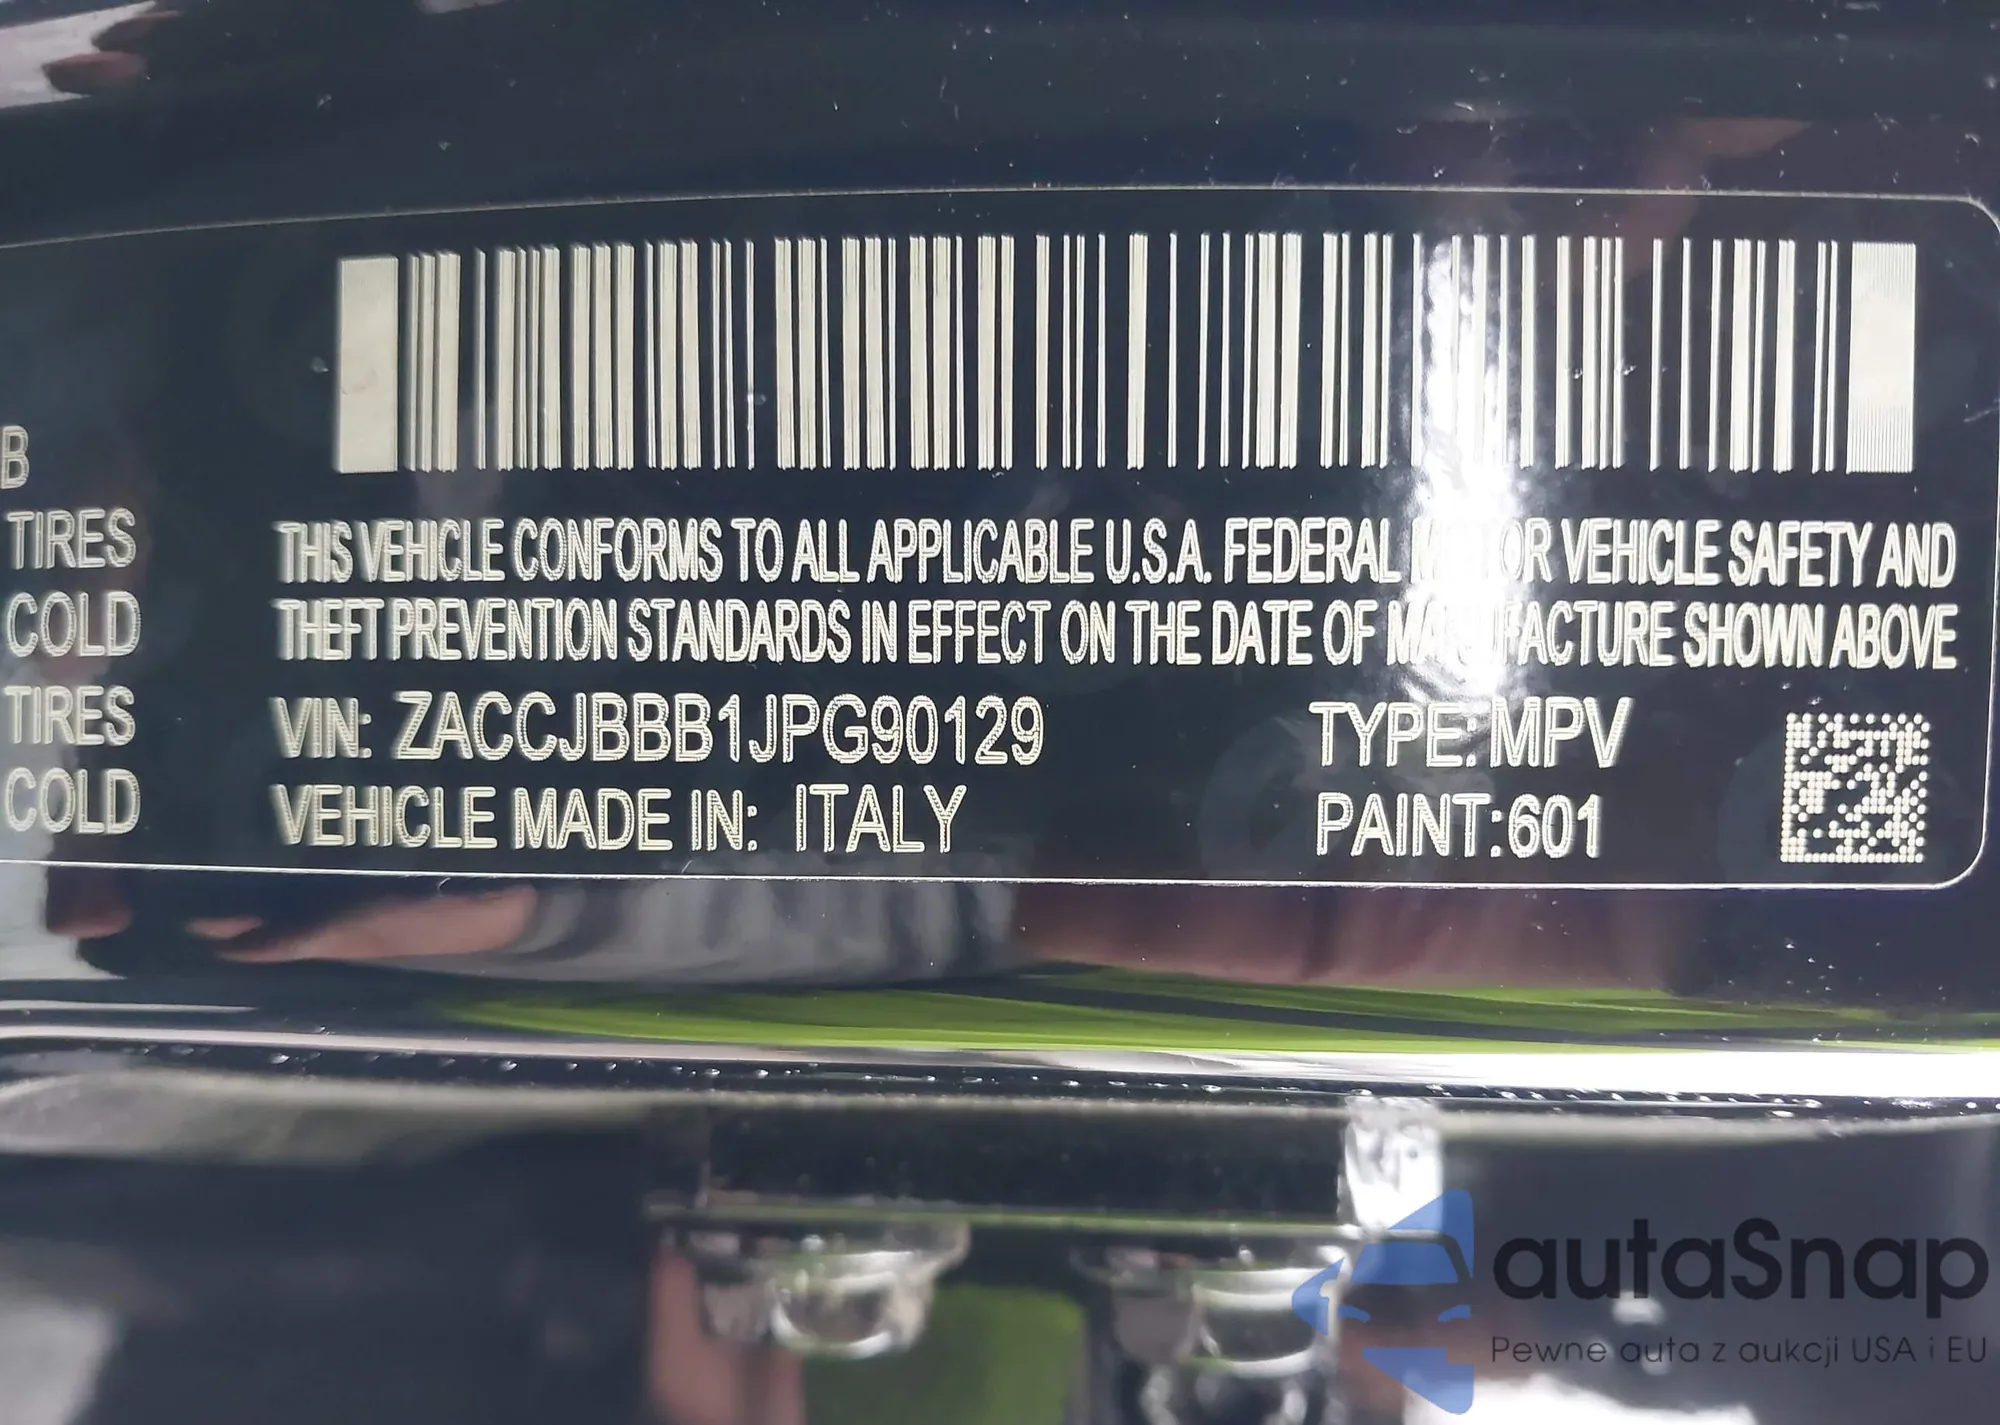 B
TIRES
COLD
TIRES
COLD
THIS VEHICLE CONFORMS TO ALL APPLICABLE U.S.A. FEDERAL MOTOR VEHICLE SAFETY AND
THEFT PREVENTION STANDARDS IN EFFECT ON THE DATE OF MANUFACTURE SHOWN ABOVE
VIN: ZACCJBBB1JPG90129 TYPE: MPV
VEHICLE MADE IN: ITALY PAINT:601
autaSnap
Pewne auta z aukcji USA i EU